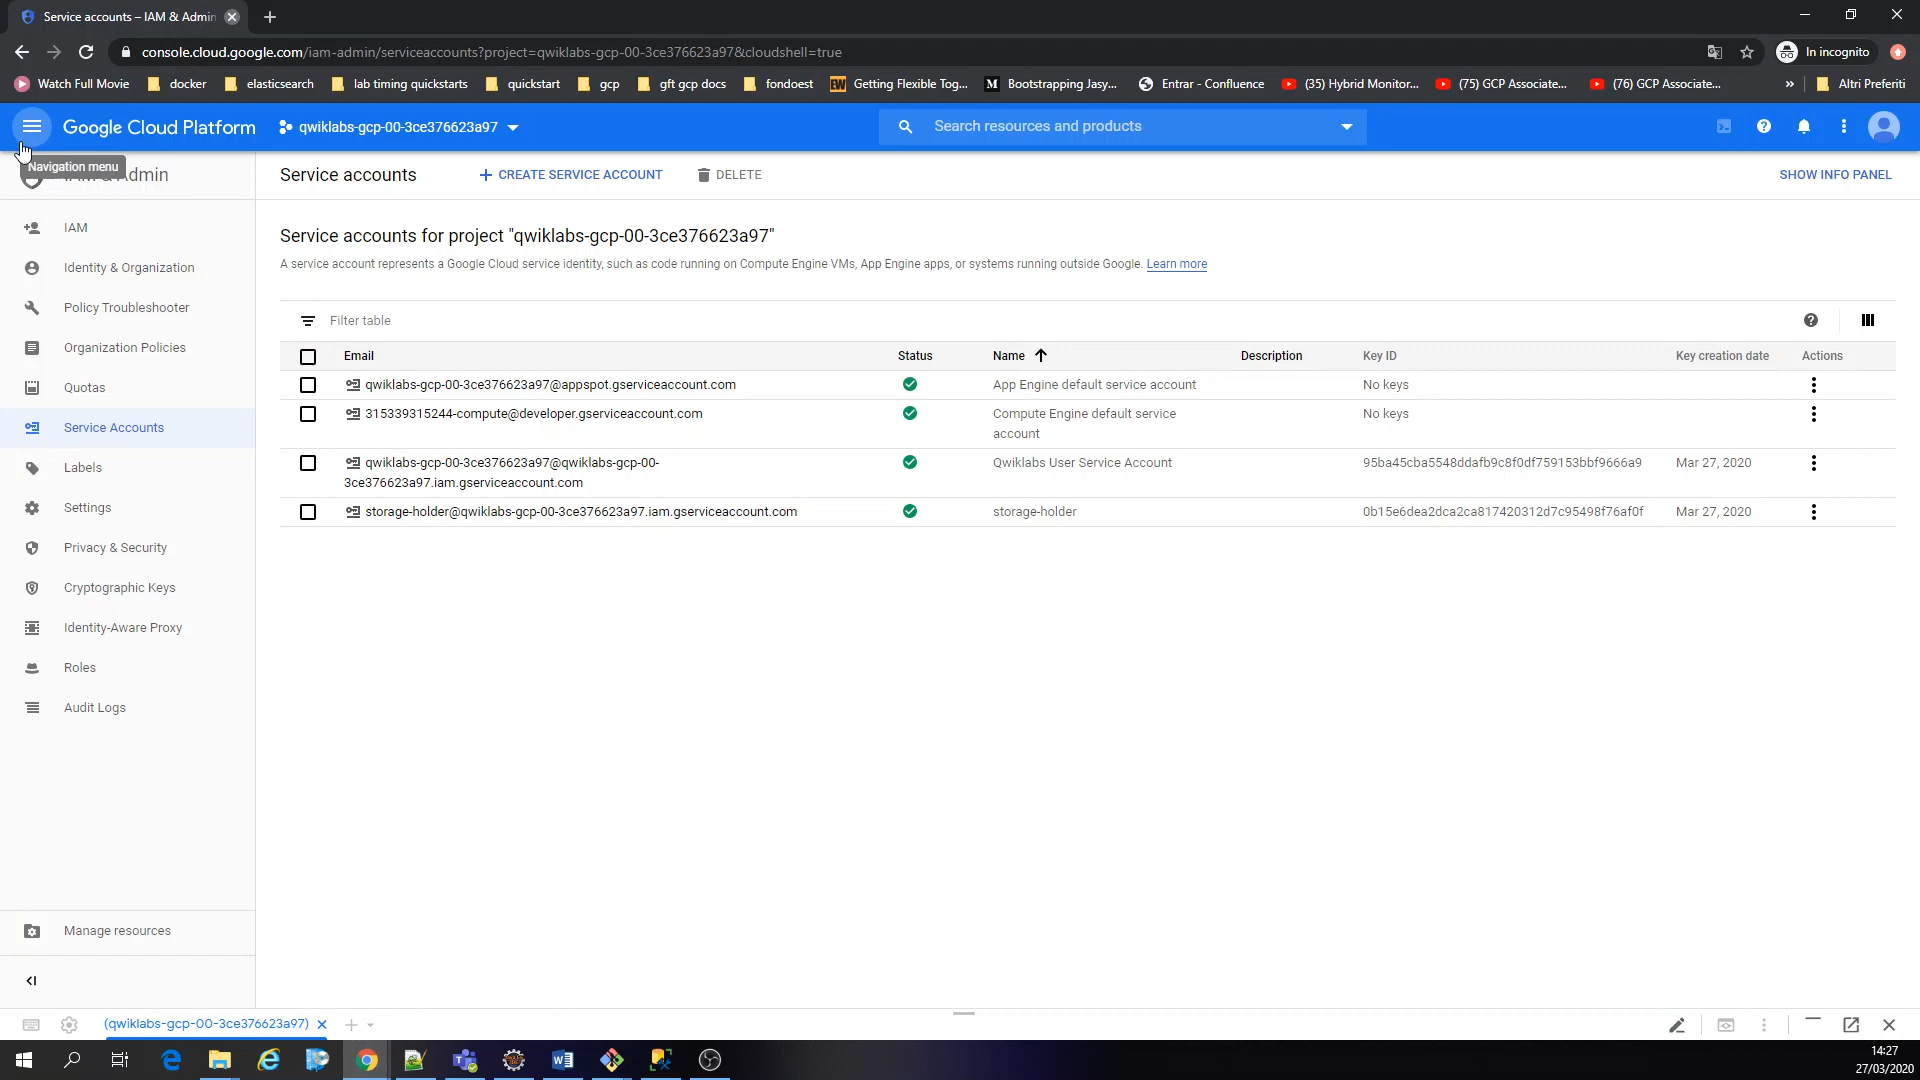 Service accounts – IAM & Admin
console.cloud.google.com/iam-admin/serviceaccounts?project=qwiklabs-gcp-00-3ce376623a97&cloudshell=true
In incognito
Watch Full Movie
docker
elasticsearch
lab timing quickstarts
quickstart
gcp
gft gcp docs
fondoest
Getting Flexible Tog...
Bootstrapping Jasy...
Entrar - Confluence
(35) Hybrid Monitor...
(75) GCP Associate...
(76) GCP Associate...
»
Altri Preferiti
Google Cloud Platform
qwiklabs-gcp-00-3ce376623a97
Search resources and products
Navigation menu
Admin
Service accounts
+ CREATE SERVICE ACCOUNT
DELETE
SHOW INFO PANEL
IAM
Identity & Organization
Policy Troubleshooter
Organization Policies
Quotas
Service Accounts
Labels
Settings
Privacy & Security
Cryptographic Keys
Identity-Aware Proxy
Roles
Audit Logs
Manage resources
Service accounts for project "qwiklabs-gcp-00-3ce376623a97"
A service account represents a Google Cloud service identity, such as code running on Compute Engine VMs, App Engine apps, or systems running outside Google. Learn more
Filter table
Email Status Name Description Key ID Key creation date Actions
qwiklabs-gcp-00-3ce376623a97@appspot.gserviceaccount.com App Engine default service account No keys
315339315244-compute@developer.gserviceaccount.com Compute Engine default service No keys
account
qwiklabs-gcp-00-3ce376623a97@qwiklabs-gcp-00- Qwiklabs User Service Account 95ba45cba5548ddafb9c8f0df759153bbf9666a9 Mar 27, 2020
3ce376623a97.iam.gserviceaccount.com
storage-holder@qwiklabs-gcp-00-3ce376623a97.iam.gserviceaccount.com storage-holder 0b15e6dea2dca2ca817420312d7c95498f76af0f Mar 27, 2020
(qwiklabs-gcp-00-3ce376623a97)
14:27
27/03/2020